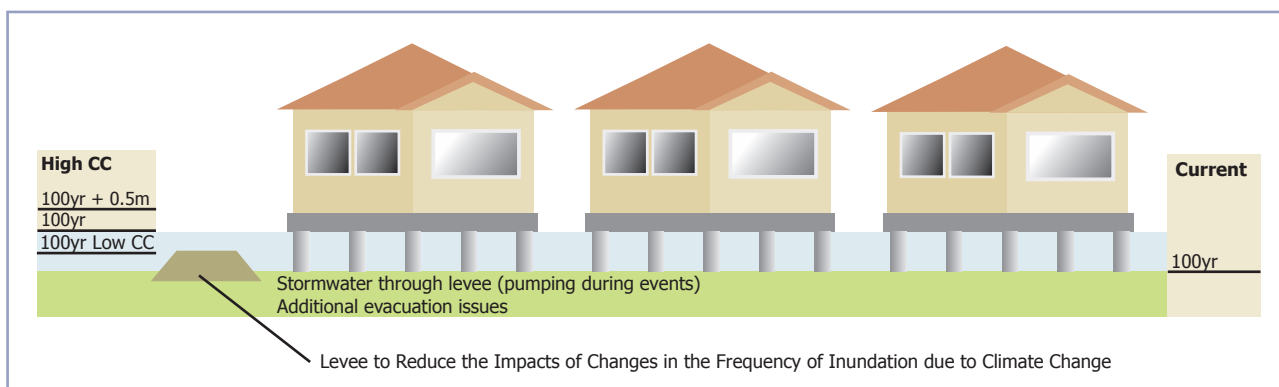 High CC
100yr + 0.5m
100yr
100yr Low CC
Current
100yr
Stormwater through levee (pumping during events)
Additional evacuation issues
Levee to Reduce the Impacts of Changes in the Frequency of Inundation due to Climate Change